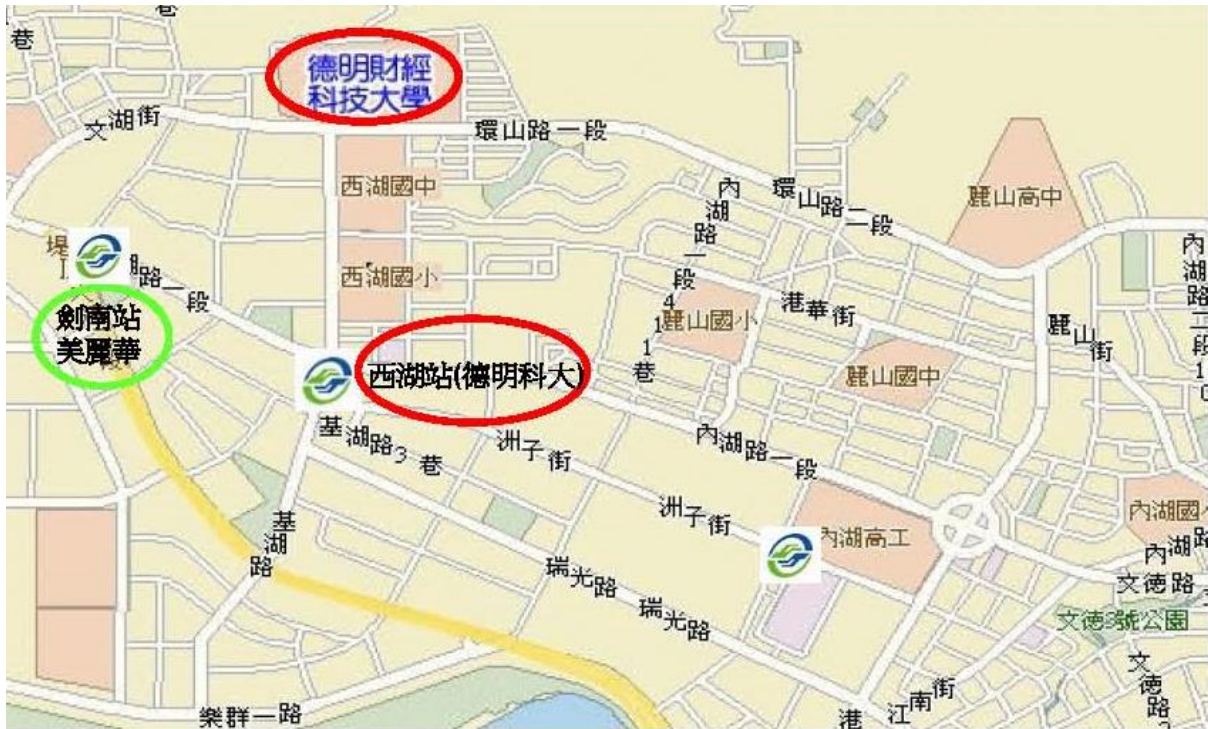 巷
德明財經
科技大學
文湖街
環山路一段
西湖國中
內湖路一段411巷
環山路二段
麗山高中
堤
路一段
西湖國小
港華街
麗山國小
麗山街
麗山國中
劍南站
美麗華
段
西湖站(德明科大)
基湖路3巷
洲子街
內湖路一段
洲子街
內湖高工
內湖國
內湖路
基湖路
瑞光路
瑞光路
文德路
文德3號公園
文德路
江南街
港
樂群一路